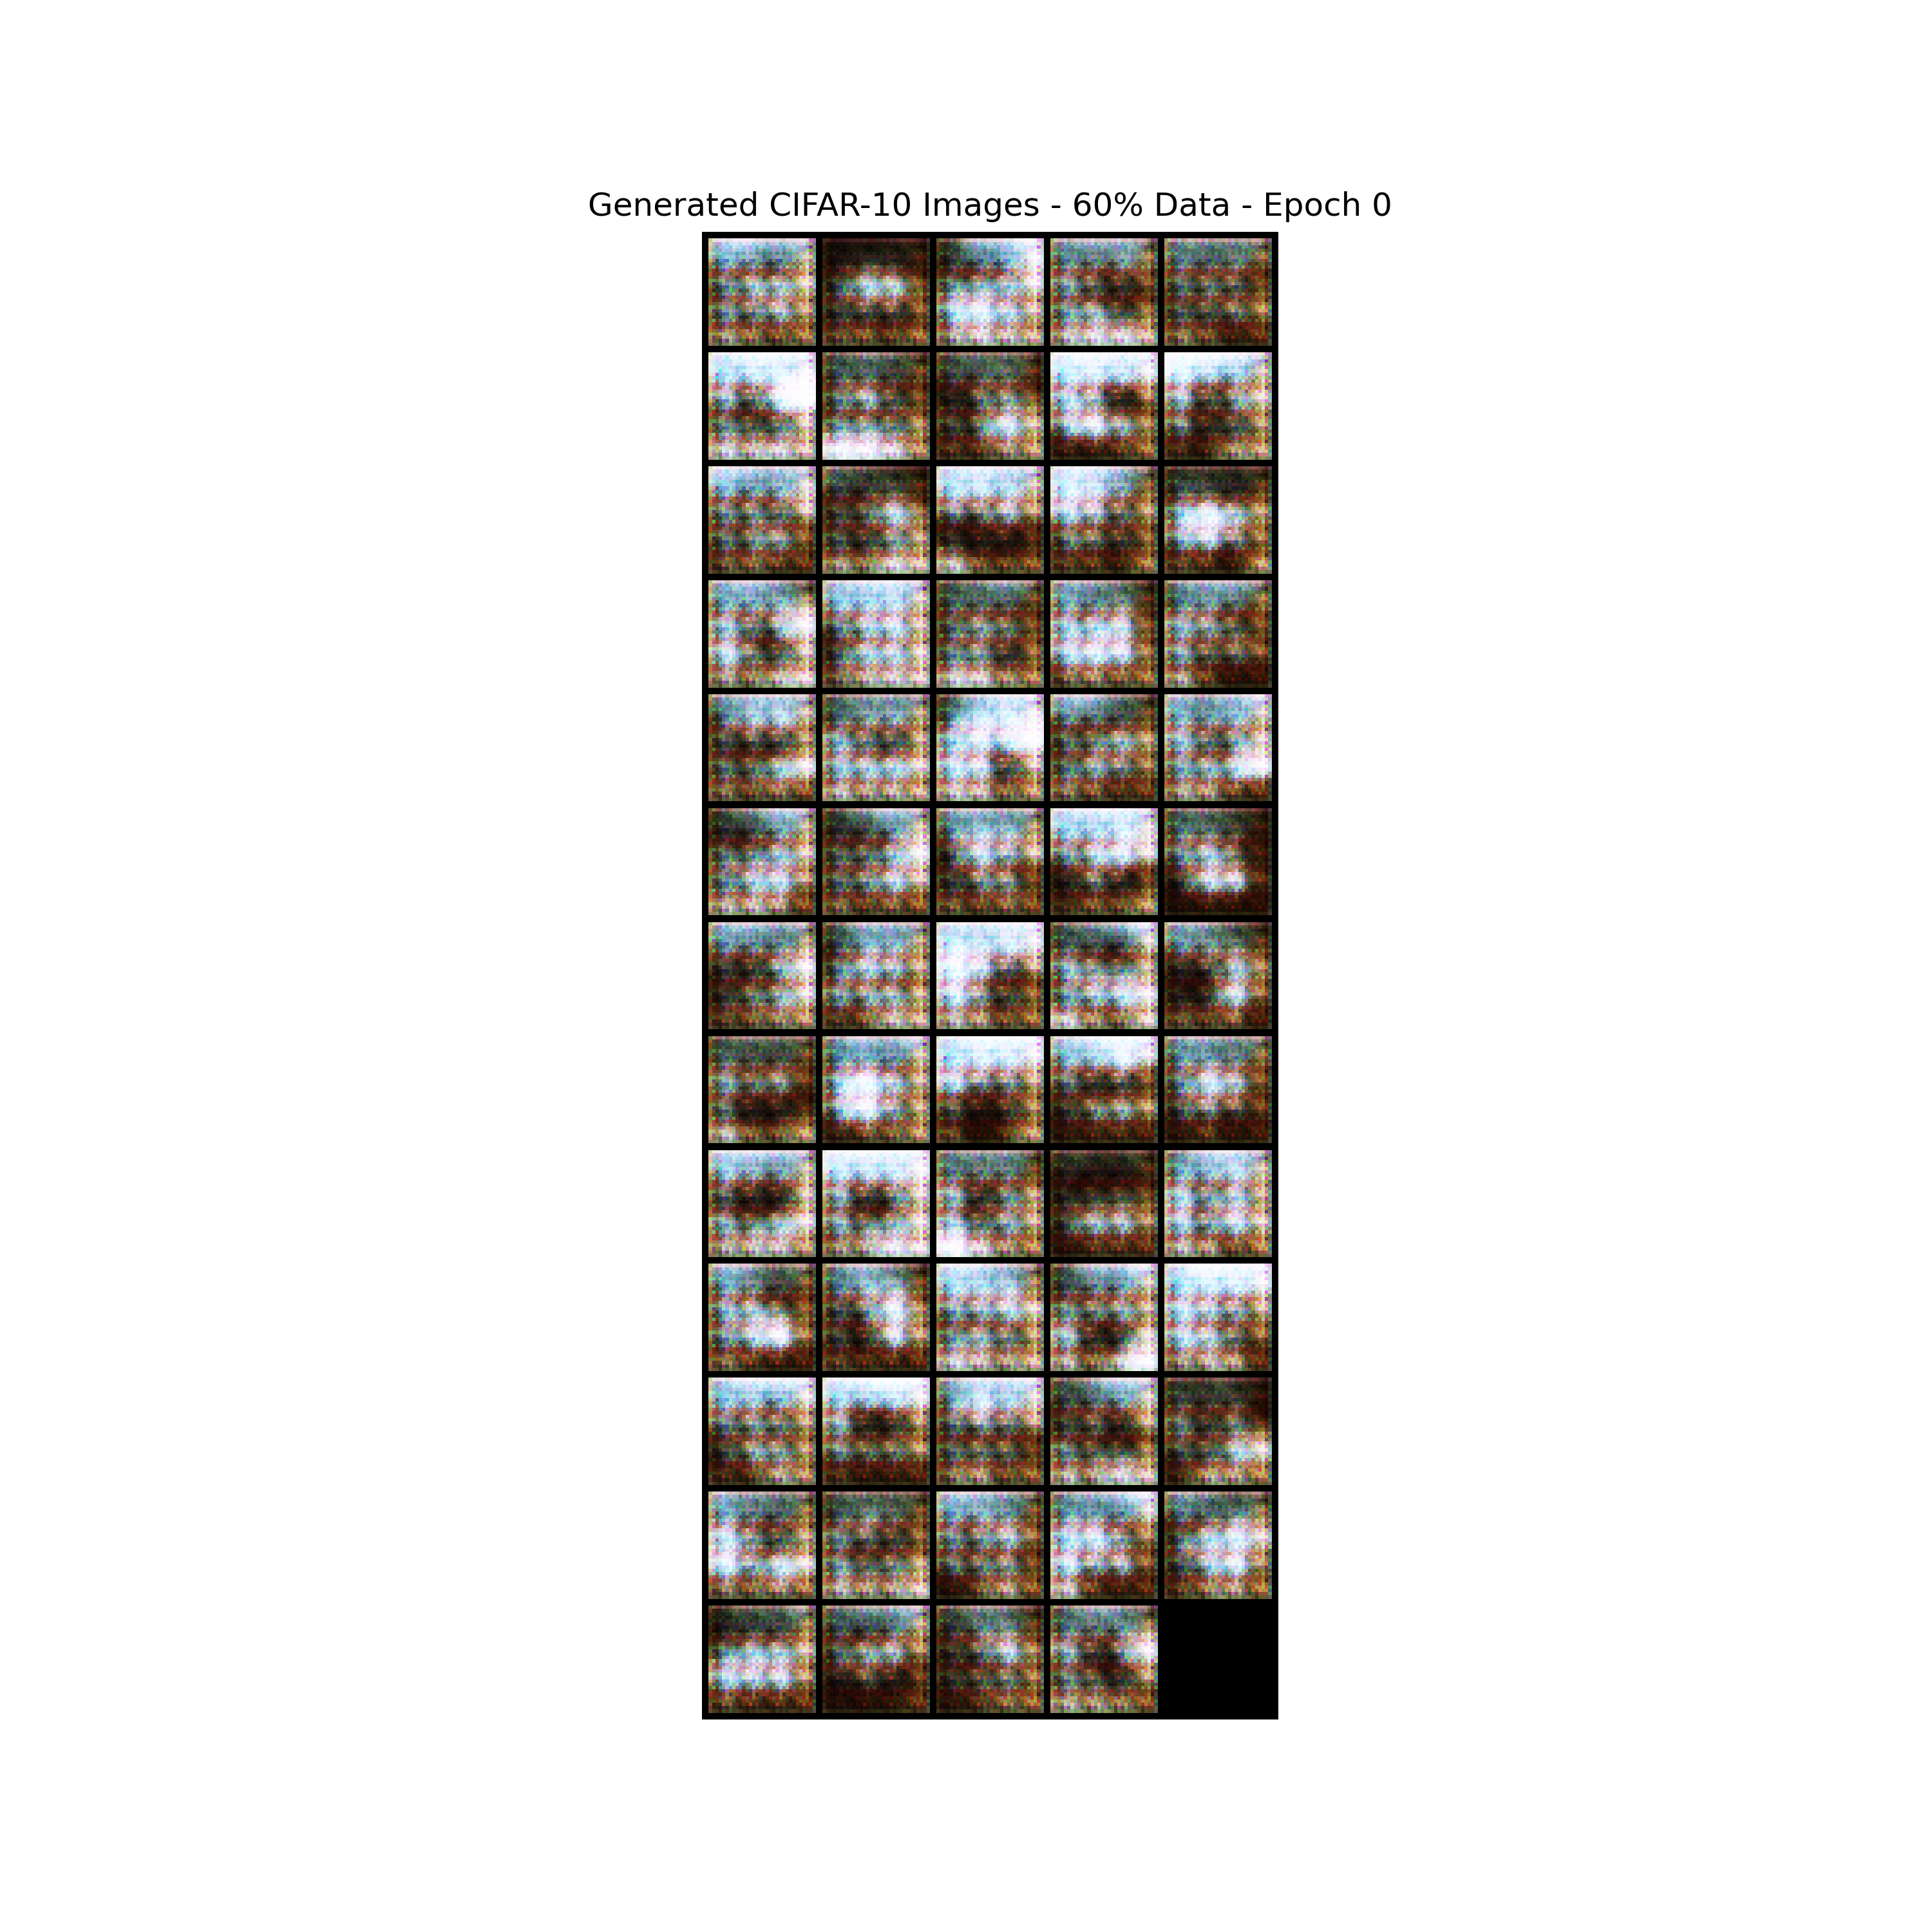 Generated CIFAR-10 Images - 60% Data - Epoch 0